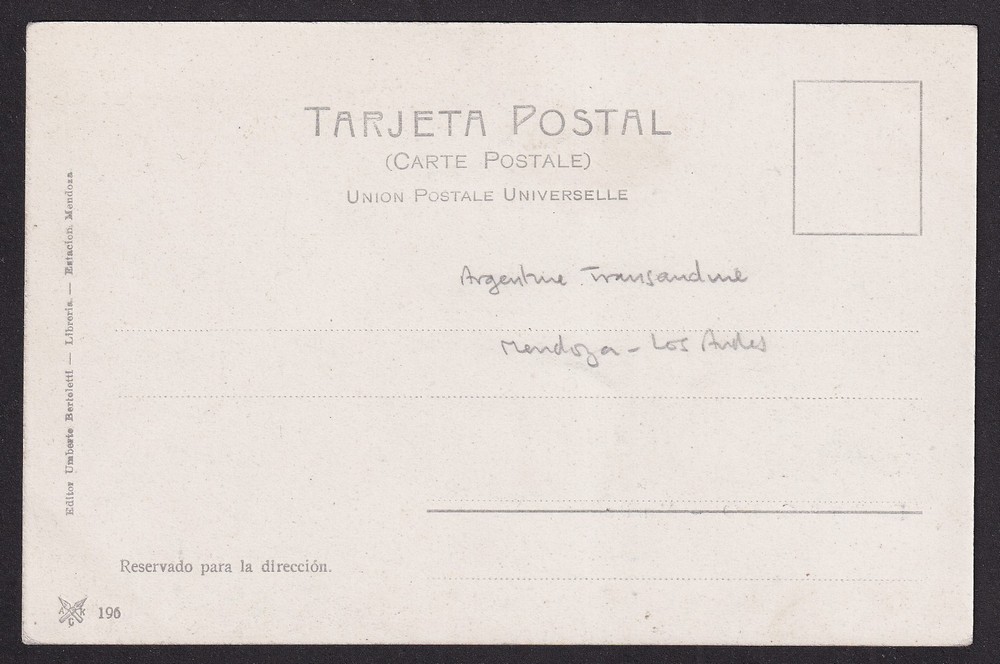 TARJETA POSTAL
(CARTE POSTALE)
UNION POSTALE UNIVERSELLE
Argentine Transandine
Mendoza - Los Andes
Editor Umberto Bertoletti — Libreria. — Estacion. Mendoza
Reservado para la dirección.
196